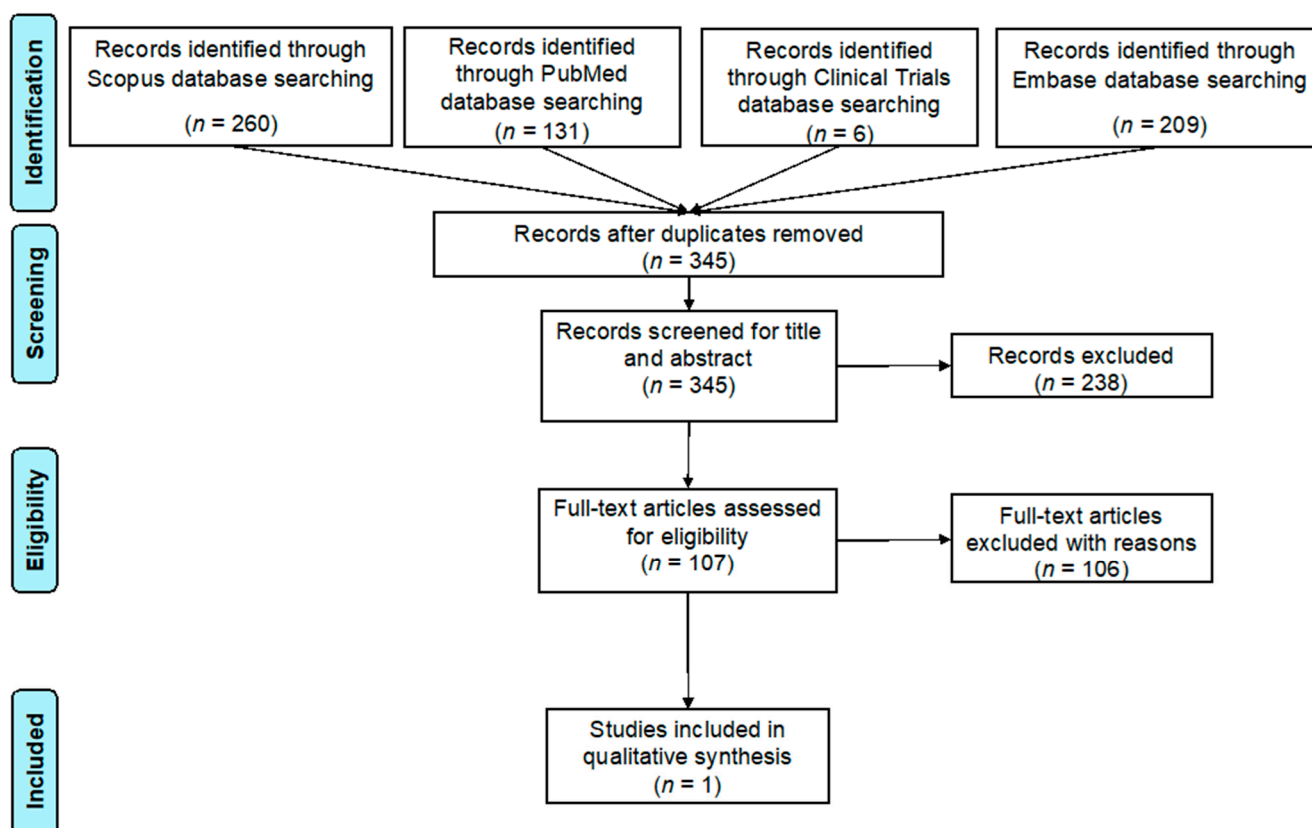 Identification
Records identified through
Scopus database searching
(n = 260)
Records identified
through PubMed
database searching
(n = 131)
Records identified
through Clinical Trials
database searching
(n = 6)
Records identified through
Embase database searching
(n = 209)
Screening
Records after duplicates removed
(n = 345)
Records screened for title
and abstract
(n = 345)
Records excluded
(n = 238)
Eligibility
Full-text articles assessed
for eligibility
(n = 107)
Full-text articles
excluded with reasons
(n = 106)
Included
Studies included in
qualitative synthesis
(n = 1)